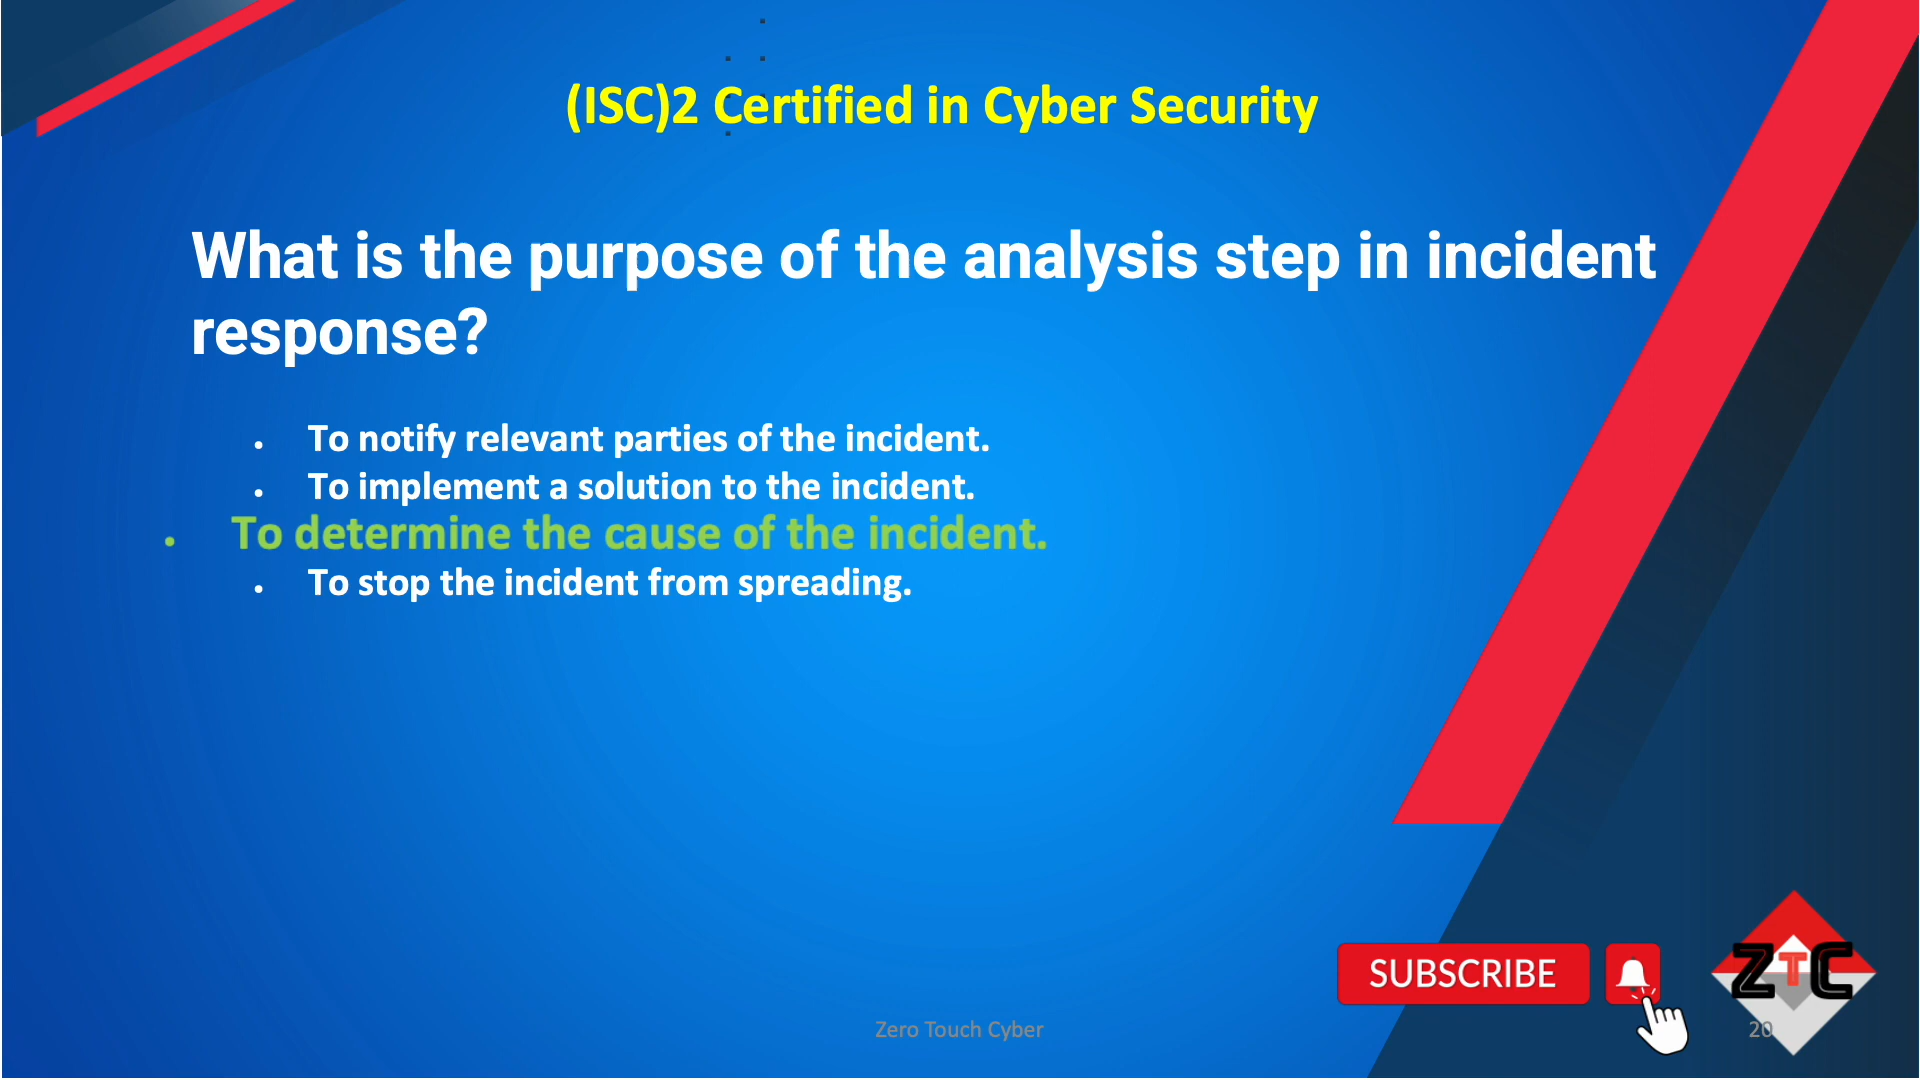 (ISC)2 Certified in Cyber Security
What is the purpose of the analysis step in incident
response?
• To notify relevant parties of the incident.
• To implement a solution to the incident.
• To determine the cause of the incident.
• To stop the incident from spreading.
SUBSCRIBE
ZTC
Zero Touch Cyber
20